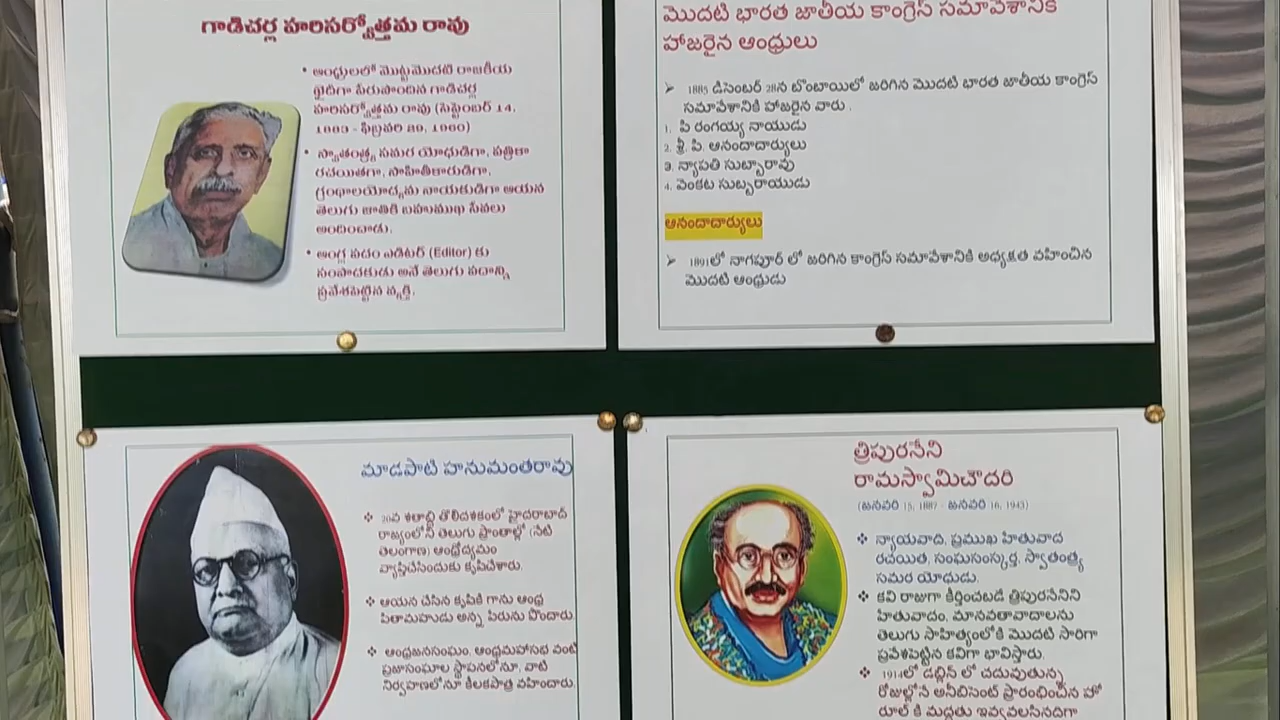 గాడిచర్ల హరిసర్వోత్తమ రావు
• ఆంధ్రులలో మొట్టమొదటి రాజకీయ
ఖైదీగా పేరుపొందిన గాడిచర్ల
హరిసర్వోత్తమ రావు (సెప్టెంబర్ 14,
1883 - ఫిబ్రవరి 29, 1960)
• స్వాతంత్ర్య సమర యోధుడిగా, పత్రికా
రచయితగా, సాహితీకారుడిగా,
గ్రంథాలయోద్యమ నాయకుడిగా ఆయన
తెలుగు జాతికి బహుముఖ సేవలు
అందించాడు.
• ఆంగ్ల పదం ఎడిటర్ (Editor) కు
సంపాదకుడు అనే తెలుగు పదాన్ని
ప్రవేశపెట్టిన వ్యక్తి.
మొదటి భారత జాతీయ కాంగ్రెస్ సమావేశానికి
హాజరైన ఆంధ్రులు
➢ 1885 డిసెంబర్ 28న బొంబాయిలో జరిగిన మొదటి భారత జాతీయ కాంగ్రెస్
సమావేశానికి హాజరైన వారు .
1. పి రంగయ్య నాయుడు
2. శ్రీ. పి. ఆనందాచార్యులు
3. న్యాపతి సుబ్బారావు
4. వెంకట సుబ్బరాయుడు
ఆనందాచార్యులు
➢ 1891లో నాగపూర్ లో జరిగిన కాంగ్రెస్ సమావేశానికి అధ్యక్షత వహించిన
మొదటి ఆంధ్రుడు
మాడపాటి హనుమంతరావు
❖ 20వ శతాబ్ది తొలిదశకంలో హైదరాబాద్
రాజ్యంలోని తెలుగు ప్రాంతాల్లో (నేటి
తెలంగాణ) ఆంధ్రోద్యమం
వ్యాప్తిచేసేందుకు కృషిచేశారు.
❖ ఆయన చేసిన కృషికి గాను ఆంధ్ర
పితామహుడు అన్న పేరును పొందారు.
❖ ఆంధ్రజనసంఘం, ఆంధ్రమహాసభ వంటి
ప్రజాసంఘాల స్థాపనలోనూ, వాటి
నిర్వహణలోనూ కీలకపాత్ర వహించారు.
త్రిపురనేని
రామస్వామిచౌదరి
(జనవరి 15, 1887 - జనవరి 16, 1943)
❖ న్యాయవాది, ప్రముఖ హేతువాద
రచయిత, సంఘసంస్కర్త, స్వాతంత్ర్య
సమర యోధుడు.
❖ కవి రాజుగా కీర్తించబడే త్రిపురనేనిని
హేతువాదం, మానవతావాదాలను
తెలుగు సాహిత్యంలోకి మొదటి సారిగా
ప్రవేశపెట్టిన కవిగా భావిస్తారు.
❖ 1914లో డబ్లిన్ లో చదువుతున్న
రోజుల్లోనే అనీబిసెంట్ ప్రారంభించిన హో
రూల్ కి మద్దతు ఇవ్వవలసినదిగా